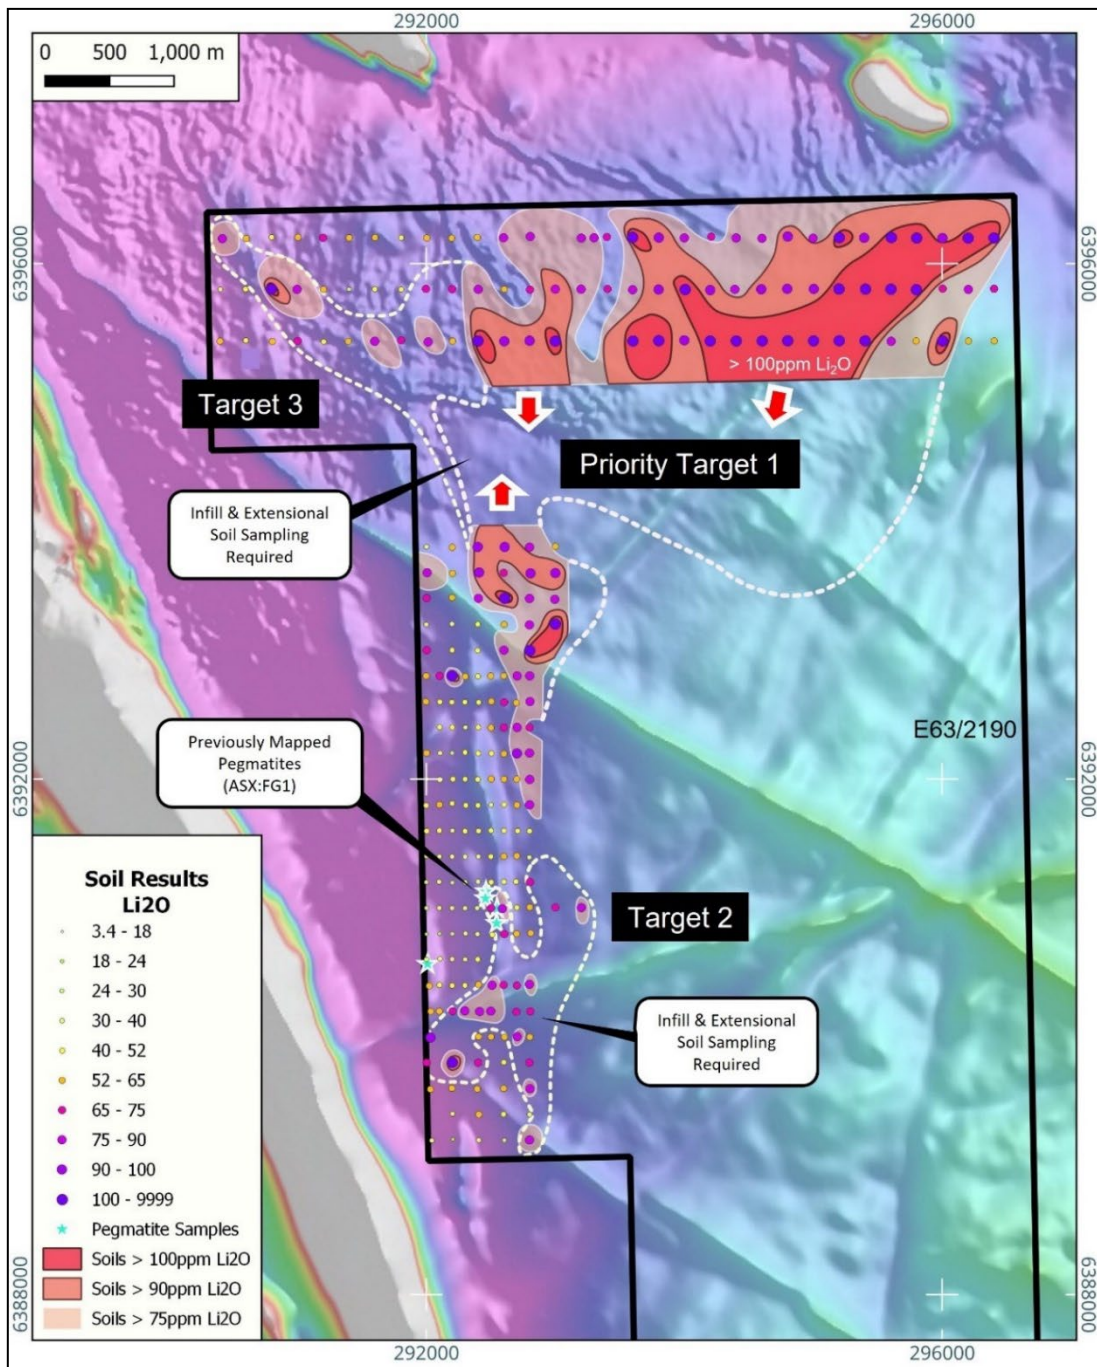 292000
296000
0 500 1,000 m
6396000
6396000
> 100ppm Li₂O
Target 3
Priority Target 1
Infill & Extensional
Soil Sampling
Required
E63/2190
Previously Mapped
Pegmatites
(ASX:FG1)
6392000
6392000
Target 2
Infill & Extensional
Soil Sampling
Required
Soil Results
Li2O
3.4 - 18
18 - 24
24 - 30
30 - 40
40 - 52
52 - 65
65 - 75
75 - 90
90 - 100
100 - 9999
Pegmatite Samples
Soils > 100ppm Li2O
Soils > 90ppm Li2O
Soils > 75ppm Li2O
6388000
6388000
292000
296000